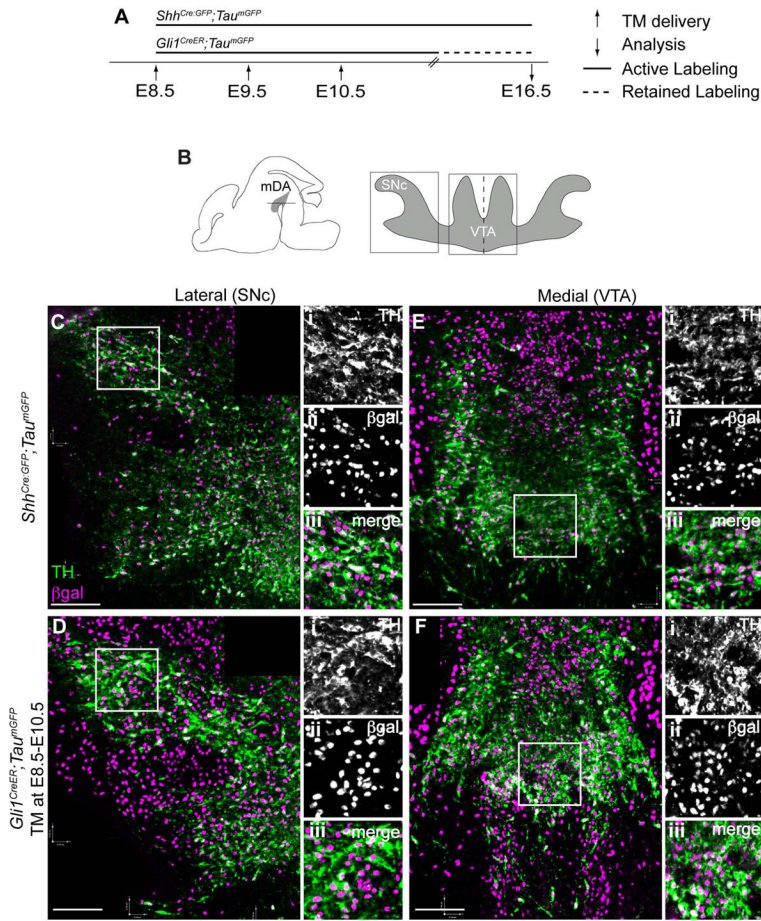 A
Shh^Cre:GFP;Tau^mGFP
Gli1^CreER;Tau^mGFP
E8.5 E9.5 E10.5 E16.5
TM delivery
Analysis
Active Labeling
Retained Labeling
B
mDA
SNc
VTA
Lateral (SNc) Medial (VTA)
Shh^Cre:GFP;Tau^mGFP
C
TH
βgal
i TH
ii βgal
iii merge
E
i TH
ii βgal
iii merge
Gli1^CreER;Tau^mGFP
TM at E8.5-E10.5
D
i TH
ii βgal
iii merge
F
i TH
ii βgal
iii merge